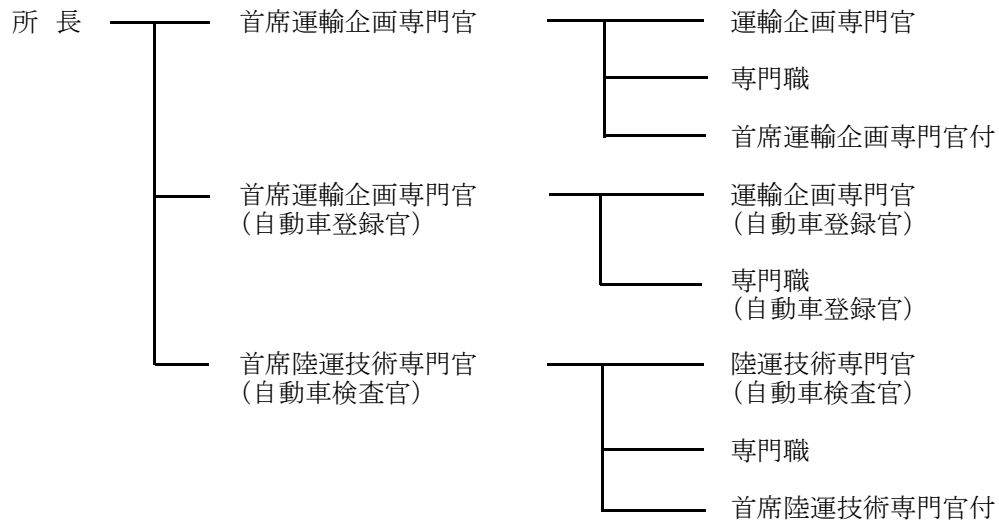 所 長
首席運輸企画専門官
運輸企画専門官
専門職
首席運輸企画専門官付
首席運輸企画専門官
（自動車登録官）
運輸企画専門官
（自動車登録官）
専門職
（自動車登録官）
首席陸運技術専門官
（自動車検査官）
陸運技術専門官
（自動車検査官）
専門職
首席陸運技術専門官付